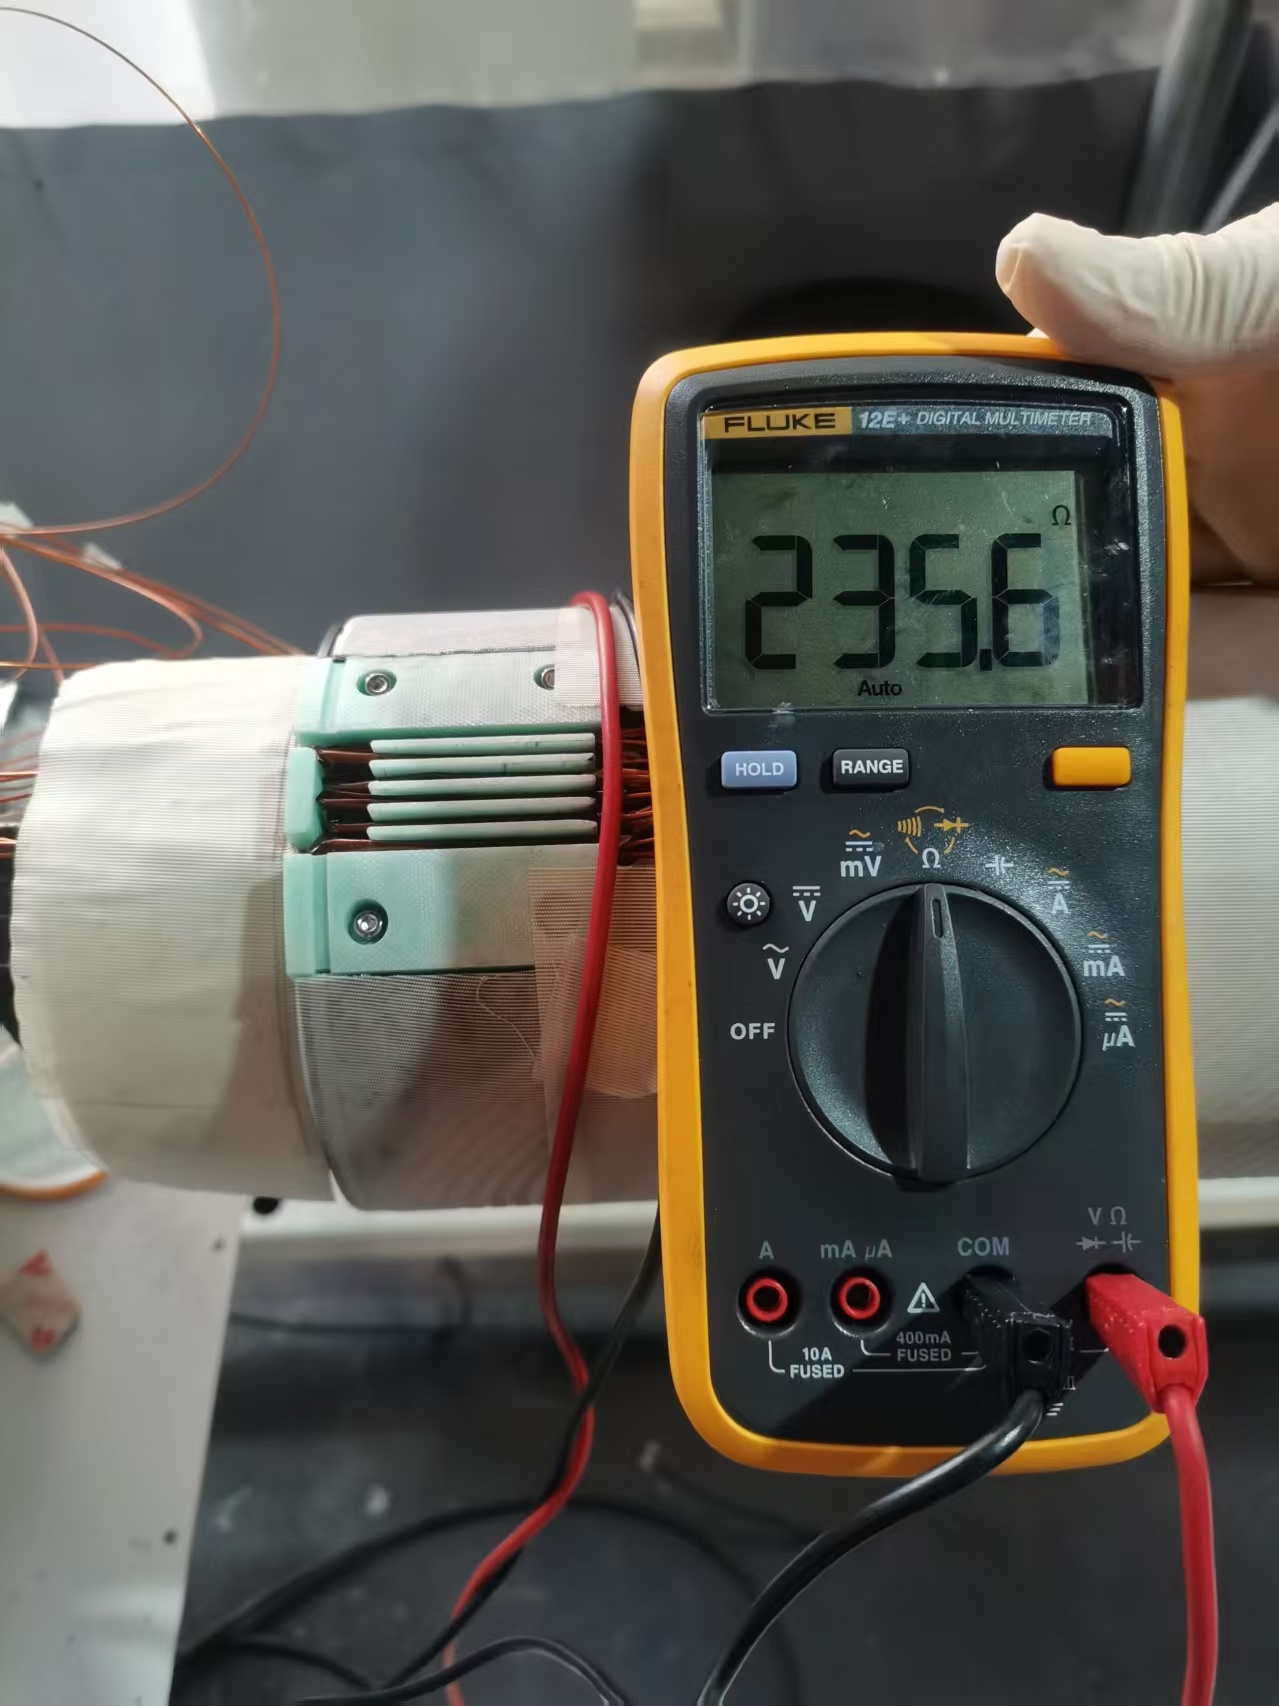 FLUKE 12E+ DIGITAL MULTIMETER
Ω
235.6
Auto
HOLD RANGE
mV Ω
V A
V mA
OFF µA
A mA µA COM V Ω
400mA
FUSED
10A
FUSED